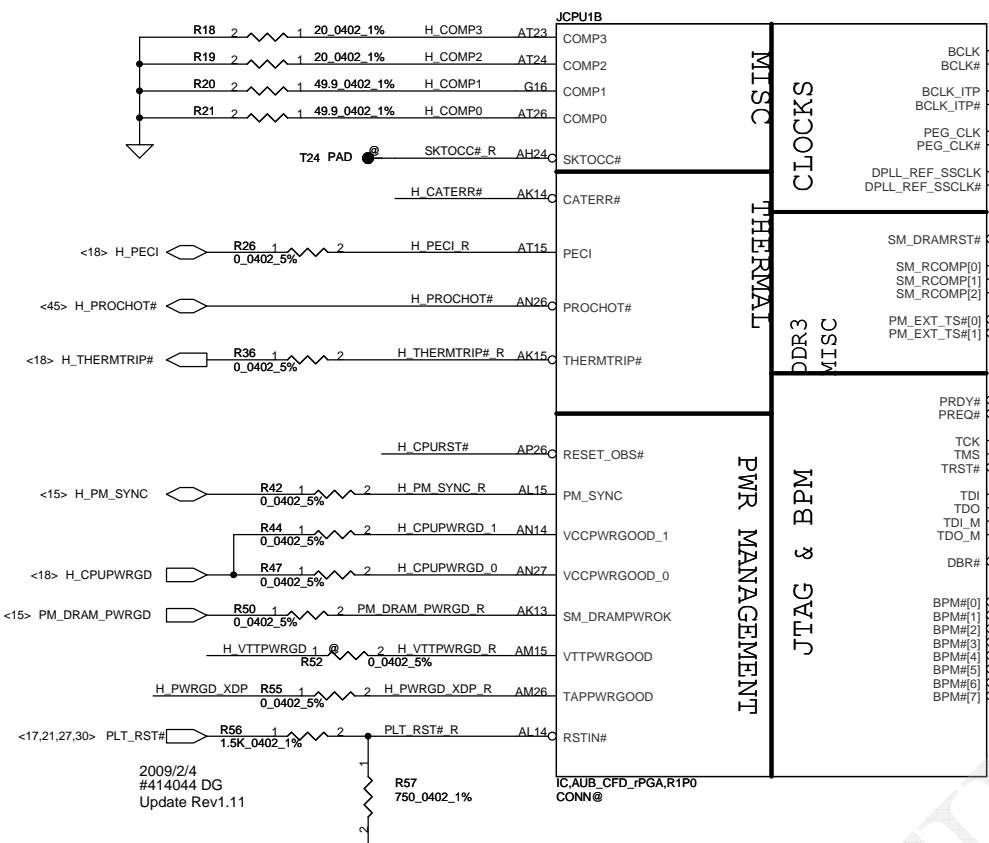 JCPU1B
R18 2 1 20_0402_1% H_COMP3 AT23 COMP3
R19 2 1 20_0402_1% H_COMP2 AT24 COMP2
R20 2 1 49.9_0402_1% H_COMP1 G16 COMP1
R21 2 1 49.9_0402_1% H_COMP0 AT26 COMP0
T24 PAD @ SKTOCC#_R AH24 SKTOCC#
MISC
H_CATERR# AK14 CATERR#
<18> H_PECI R26 1 2 H_PECI_R AT15 PECI
0_0402_5%
<45> H_PROCHOT# H_PROCHOT# AN26 PROCHOT#
<18> H_THERMTRIP# R36 1 2 H_THERMTRIP#_R AK15 THERMTRIP#
0_0402_5%
THERMAL
H_CPURST# AP26 RESET_OBS#
<15> H_PM_SYNC R42 1 2 H_PM_SYNC_R AL15 PM_SYNC
0_0402_5%
R44 1 2 H_CPUPWRGD_1 AN14 VCCPWRGOOD_1
0_0402_5%
<18> H_CPUPWRGD R47 1 2 H_CPUPWRGD_0 AN27 VCCPWRGOOD_0
0_0402_5%
<15> PM_DRAM_PWRGD R50 1 2 PM_DRAM_PWRGD_R AK13 SM_DRAMPWROK
0_0402_5%
H_VTTPWRGD 1 @ 2 H_VTTPWRGD_R AM15 VTTPWRGOOD
R52 0_0402_5%
H_PWRGD_XDP R55 1 2 H_PWRGD_XDP_R AM26 TAPPWRGOOD
0_0402_5%
<17,21,27,30> PLT_RST# R56 1 2 PLT_RST#_R AL14 RSTIN#
1.5K_0402_1%
PWR MANAGEMENT
2009/2/4
#414044 DG
Update Rev1.11
1
R57
750_0402_1%
2
CLOCKS
BCLK
BCLK#
BCLK_ITP
BCLK_ITP#
PEG_CLK
PEG_CLK#
DPLL_REF_SSCLK
DPLL_REF_SSCLK#
DDR3
MISC
SM_DRAMRST#
SM_RCOMP[0]
SM_RCOMP[1]
SM_RCOMP[2]
PM_EXT_TS#[0]
PM_EXT_TS#[1]
JTAG & BPM
PRDY#
PREQ#
TCK
TMS
TRST#
TDI
TDO
TDI_M
TDO_M
DBR#
BPM#[0]
BPM#[1]
BPM#[2]
BPM#[3]
BPM#[4]
BPM#[5]
BPM#[6]
BPM#[7]
IC,AUB_CFD_rPGA,R1P0
CONN@